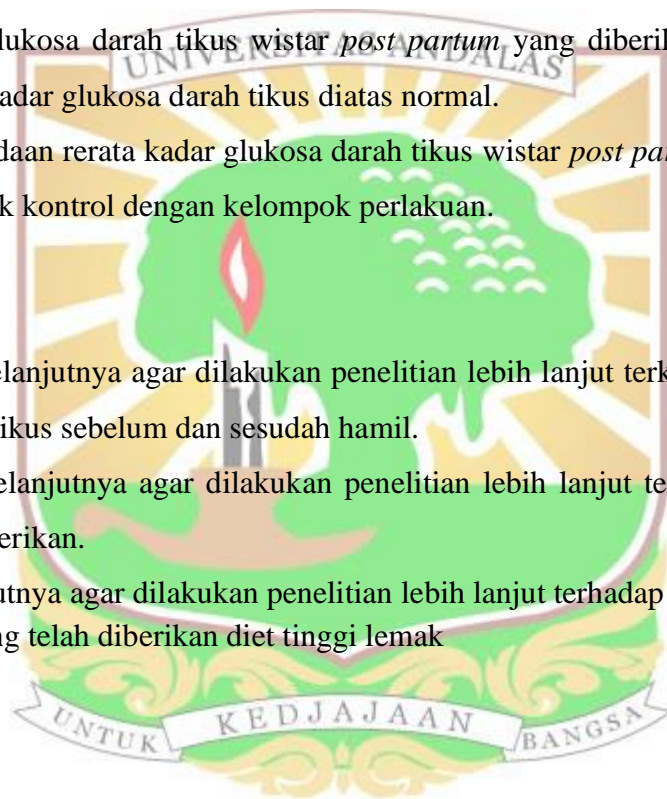 UNIVERSITAS ANDALAS
lukosa darah tikus wistar post partum yang diberik
adar glukosa darah tikus diatas normal.
daan rerata kadar glukosa darah tikus wistar post par
k kontrol dengan kelompok perlakuan.
elanjutnya agar dilakukan penelitian lebih lanjut terk
ikus sebelum dan sesudah hamil.
elanjutnya agar dilakukan penelitian lebih lanjut te
erikan.
utnya agar dilakukan penelitian lebih lanjut terhadap
ng telah diberikan diet tinggi lemak
UNTUK KEDJAJAAN BANGSA